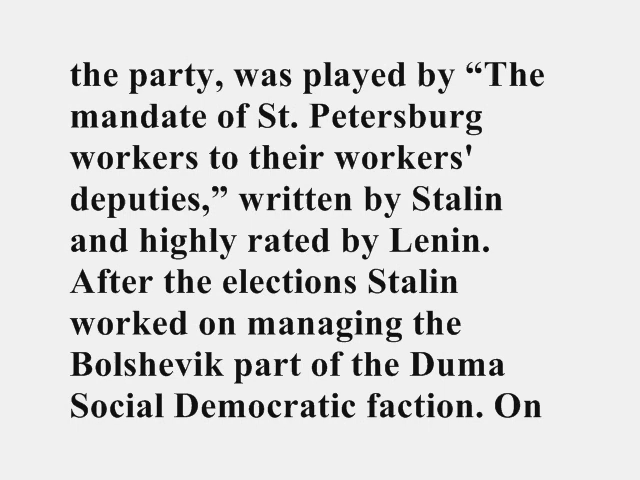 the party, was played by “The
mandate of St. Petersburg
workers to their workers'
deputies,” written by Stalin
and highly rated by Lenin.
After the elections Stalin
worked on managing the
Bolshevik part of the Duma
Social Democratic faction. On